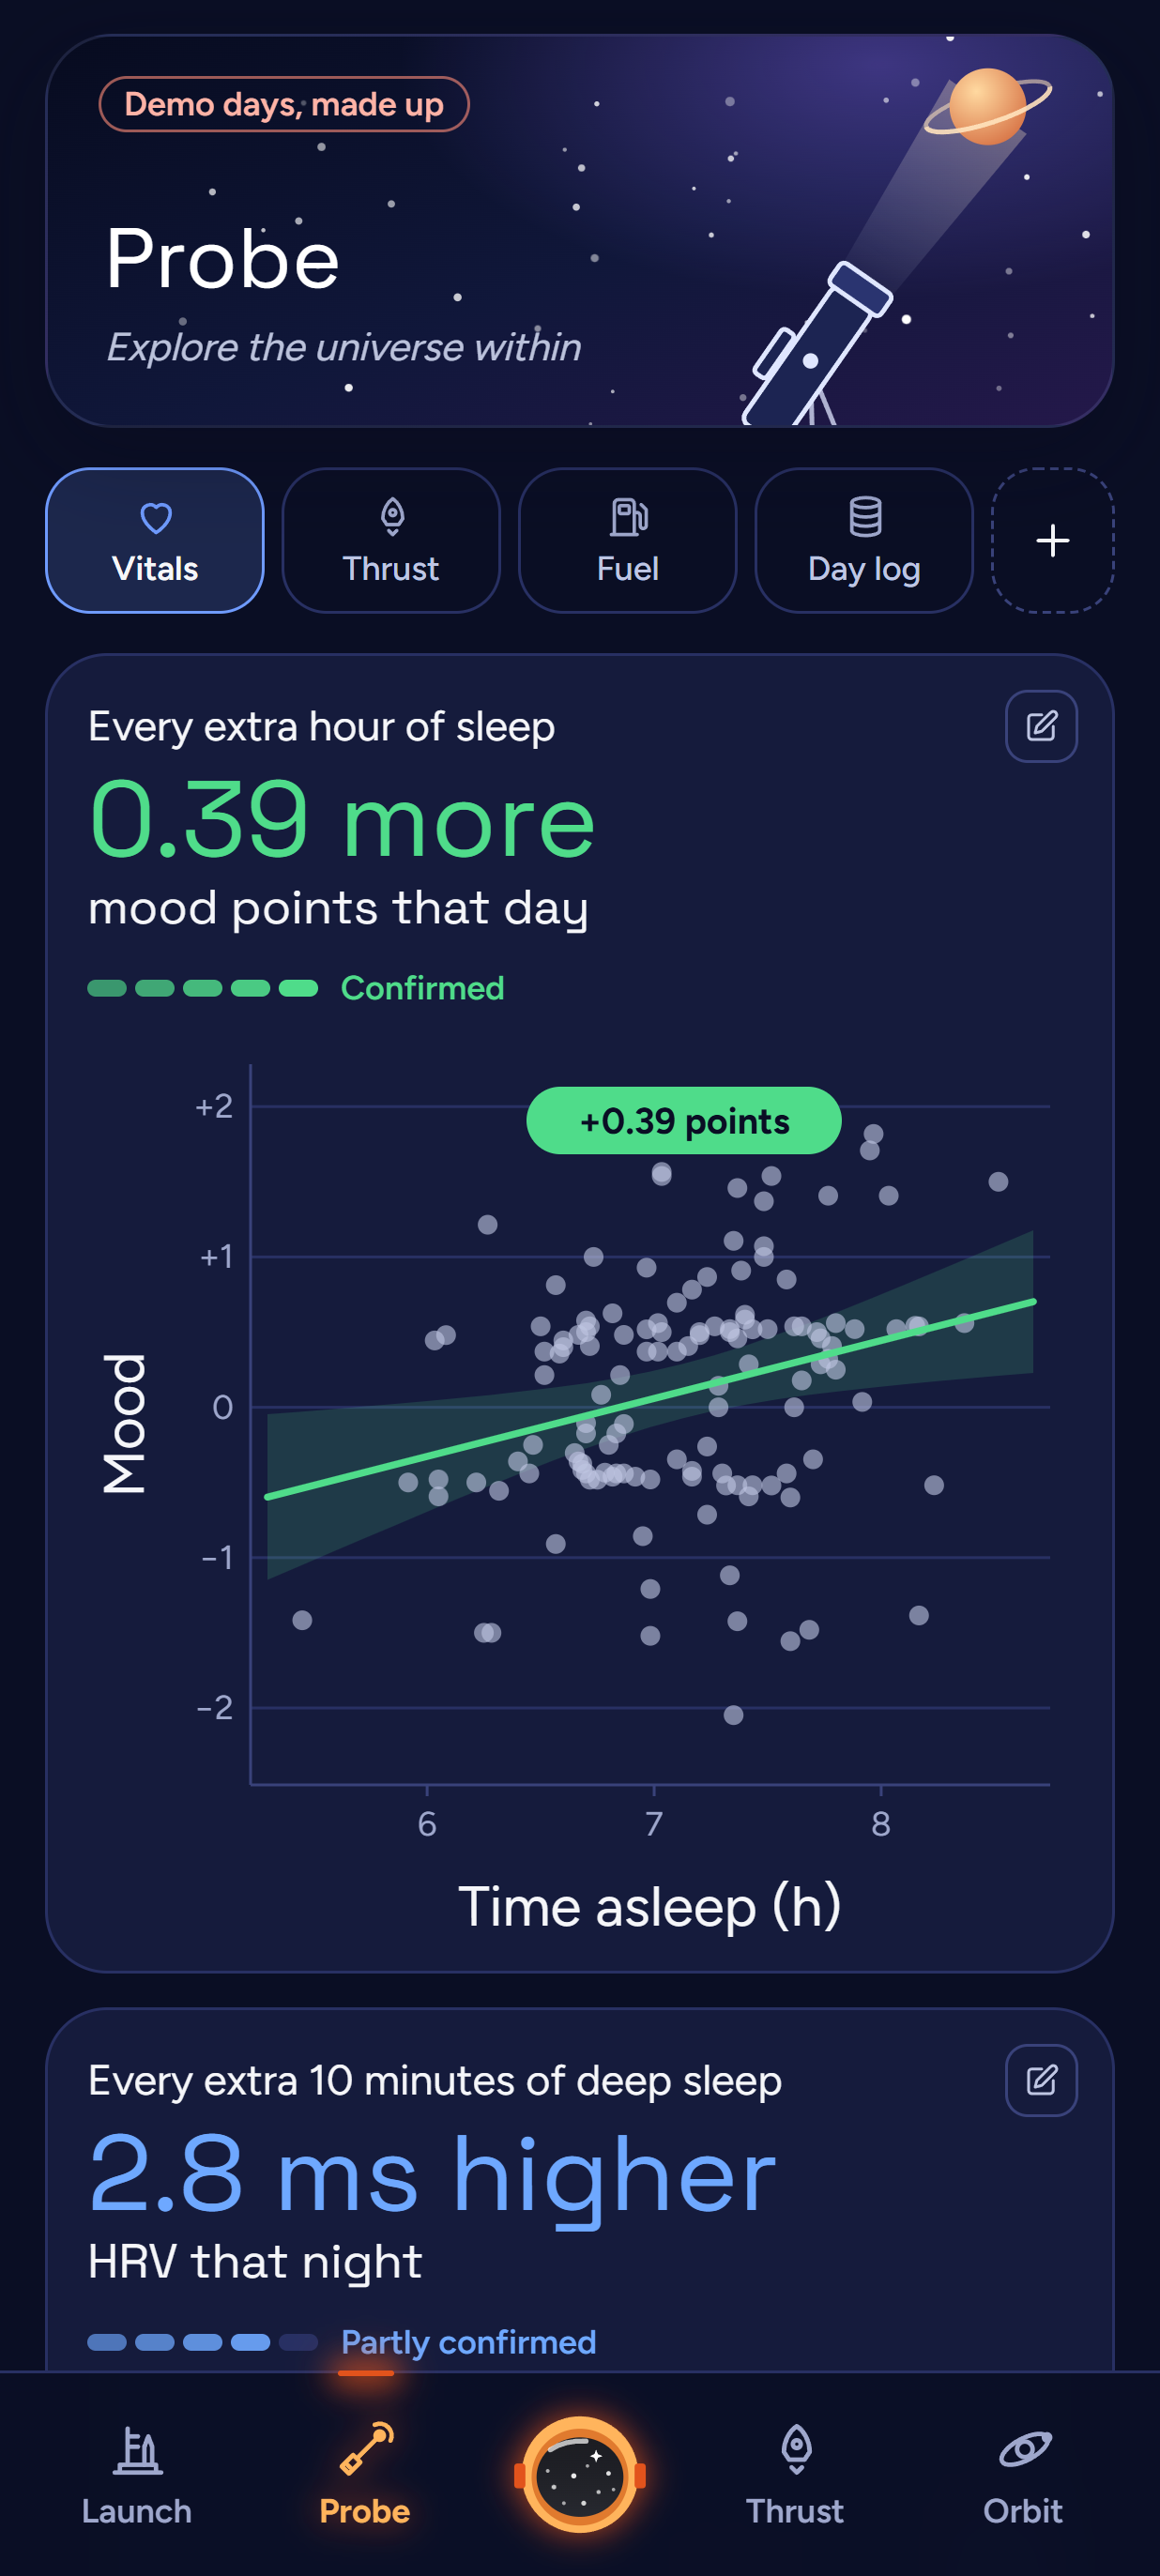 Demo days, made up
Probe
Explore the universe within
Vitals
Thrust
Fuel
Day log
Every extra hour of sleep
0.39 more
mood points that day
Confirmed
+0.39 points
+2
+1
0
−1
−2
Mood
6
7
8
Time asleep (h)
Every extra 10 minutes of deep sleep
2.8 ms higher
HRV that night
Partly confirmed
Launch
Probe
Thrust
Orbit